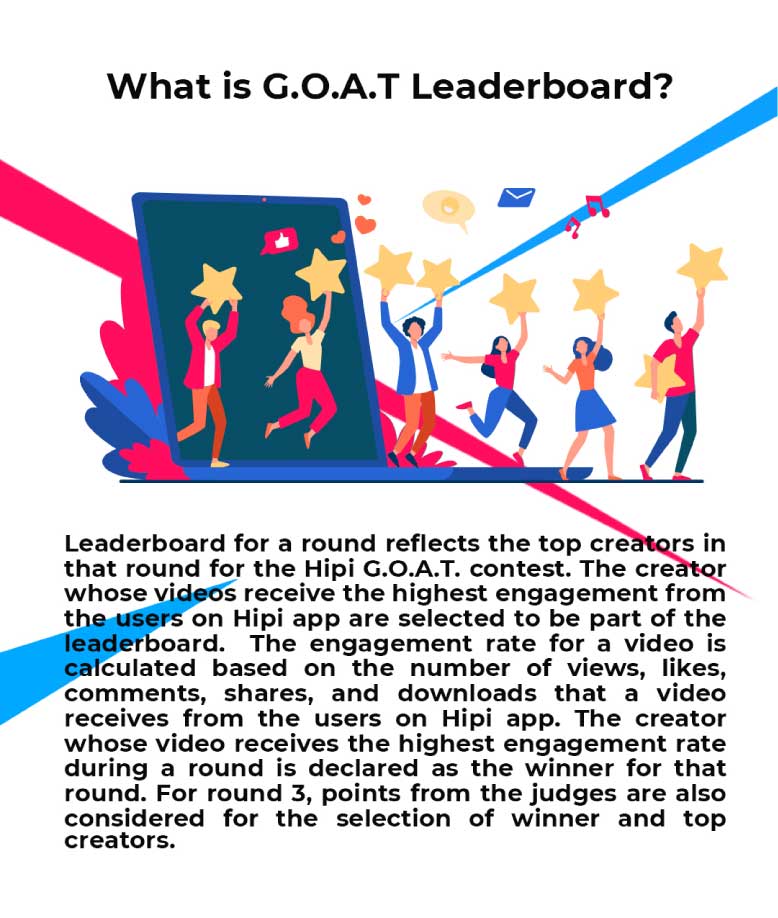 What is G.O.A.T Leaderboard?
Leaderboard for a round reflects the top creators in
that round for the Hipi G.O.A.T. contest. The creator
whose videos receive the highest engagement from
the users on Hipi app are selected to be part of the
leaderboard. The engagement rate for a video is
calculated based on the number of views, likes,
comments, shares, and downloads that a video
receives from the users on Hipi app. The creator
whose video receives the highest engagement rate
during a round is declared as the winner for that
round. For round 3, points from the judges are also
considered for the selection of winner and top
creators.